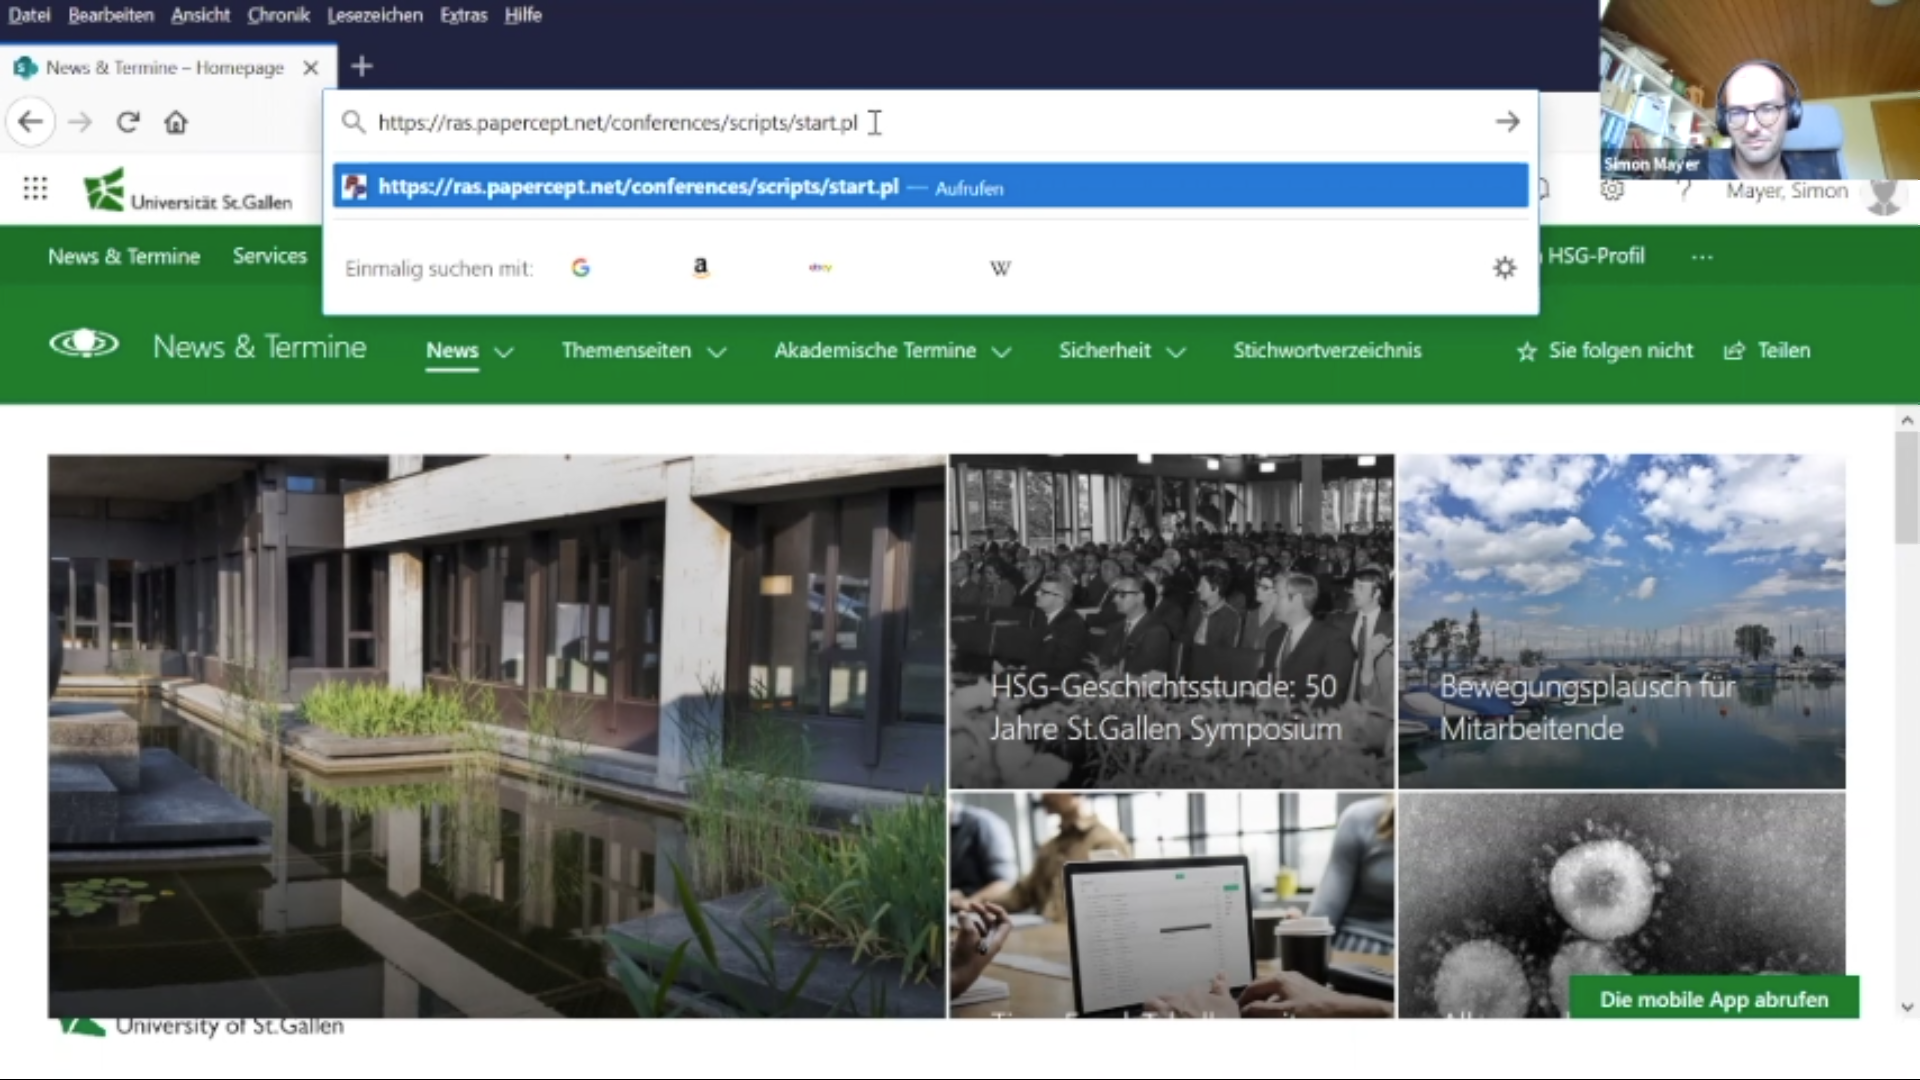 Datei Bearbeiten Ansicht Chronik Lesezeichen Extras Hilfe
News & Termine – Homepage
https://ras.papercept.net/conferences/scripts/start.pl
https://ras.papercept.net/conferences/scripts/start.pl — Aufrufen
Simon Mayer
Universität St.Gallen
? Mayer, Simon
News & Termine Services
Einmalig suchen mit: G a ebay W
HSG-Profil ...
News & Termine News Themenseiten Akademische Termine Sicherheit Stichwortverzeichnis Sie folgen nicht Teilen
HSG-Geschichtsstunde: 50
Jahre St.Gallen Symposium
Bewegungsplausch für
Mitarbeitende
Die mobile App abrufen
University of St.Gallen